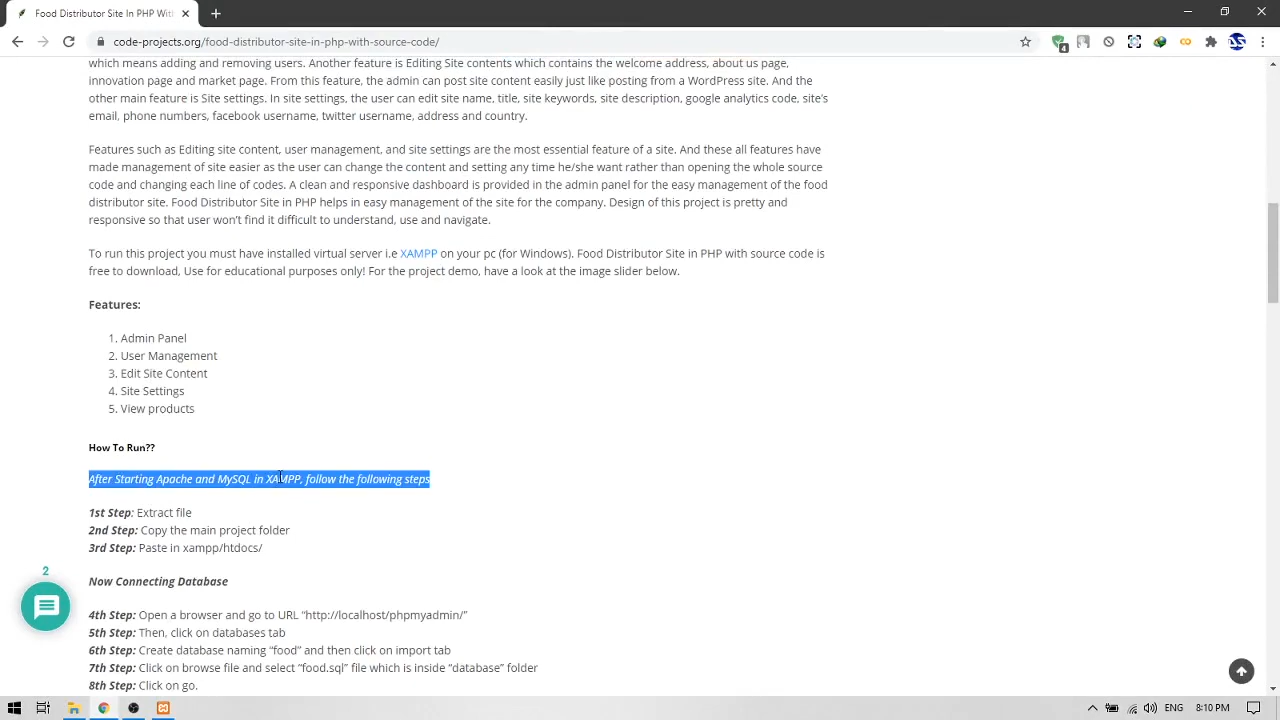 Food Distributor Site In PHP With
code-projects.org/food-distributor-site-in-php-with-source-code/
4
which means adding and removing users. Another feature is Editing Site contents which contains the welcome address, about us page,
innovation page and market page. From this feature, the admin can post site content easily just like posting from a WordPress site. And the
other main feature is Site settings. In site settings, the user can edit site name, title, site keywords, site description, google analytics code, site's
email, phone numbers, facebook username, twitter username, address and country.
Features such as Editing site content, user management, and site settings are the most essential feature of a site. And these all features have
made management of site easier as the user can change the content and setting any time he/she want rather than opening the whole source
code and changing each line of codes. A clean and responsive dashboard is provided in the admin panel for the easy management of the food
distributor site. Food Distributor Site in PHP helps in easy management of the site for the company. Design of this project is pretty and
responsive so that user won't find it difficult to understand, use and navigate.
To run this project you must have installed virtual server i.e XAMPP on your pc (for Windows). Food Distributor Site in PHP with source code is
free to download, Use for educational purposes only! For the project demo, have a look at the image slider below.
Features:
1. Admin Panel
2. User Management
3. Edit Site Content
4. Site Settings
5. View products
How To Run??
After Starting Apache and MySQL in XAMPP, follow the following steps
1st Step: Extract file
2nd Step: Copy the main project folder
3rd Step: Paste in xampp/htdocs/
2
Now Connecting Database
4th Step: Open a browser and go to URL “http://localhost/phpmyadmin/”
5th Step: Then, click on databases tab
6th Step: Create database naming “food” and then click on import tab
7th Step: Click on browse file and select “food.sql” file which is inside “database” folder
8th Step: Click on go.
ENG 8:10 PM